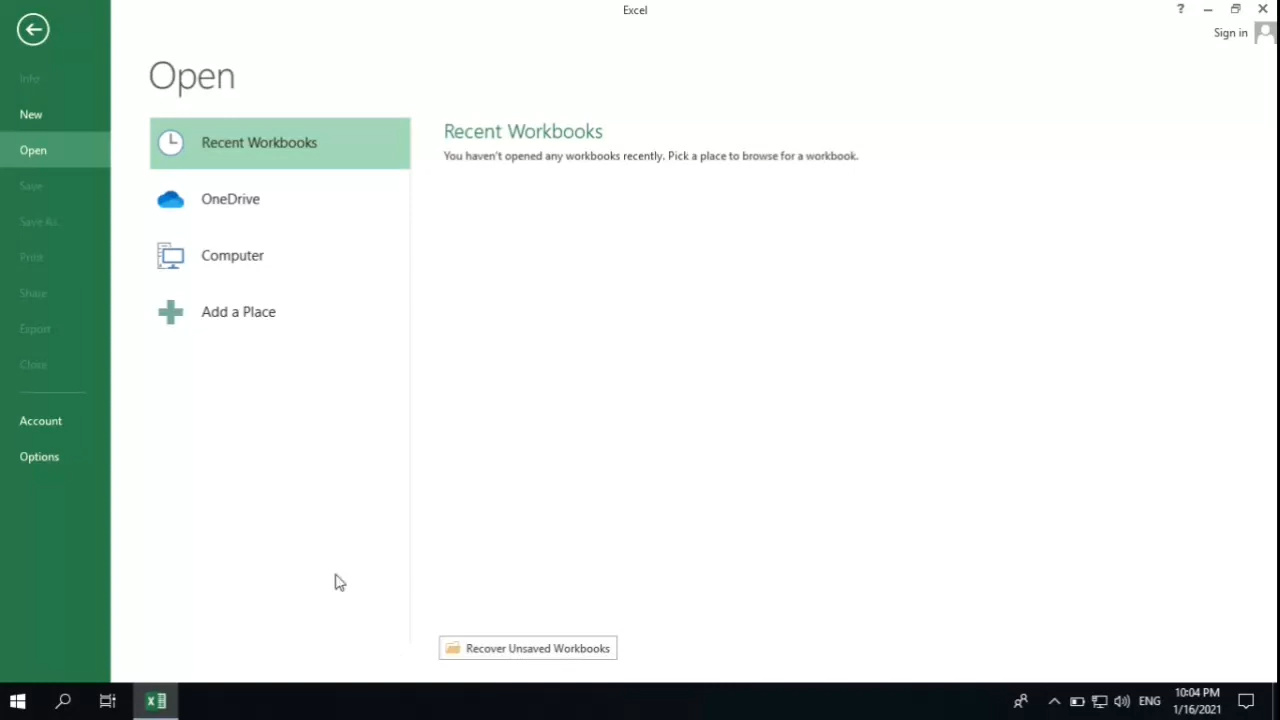 Excel
?
Sign in
Info
New
Open
Save
Save As
Print
Share
Export
Close
Account
Options
Open
Recent Workbooks
OneDrive
Computer
Add a Place
Recent Workbooks
You haven't opened any workbooks recently. Pick a place to browse for a workbook.
Recover Unsaved Workbooks
ENG
10:04 PM
1/16/2021